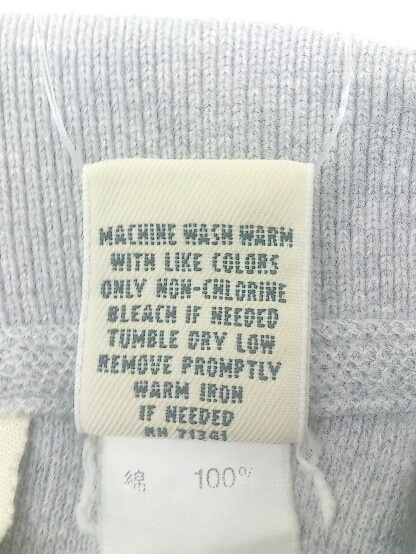 MACHINE WASH WARM
WITH LIKE COLORS
ONLY NON-CHLORINE
BLEACH IF NEEDED
TUMBLE DRY LOW
REMOVE PROMPTLY
WARM IRON
IF NEEDED
RN 71341
綿 100%